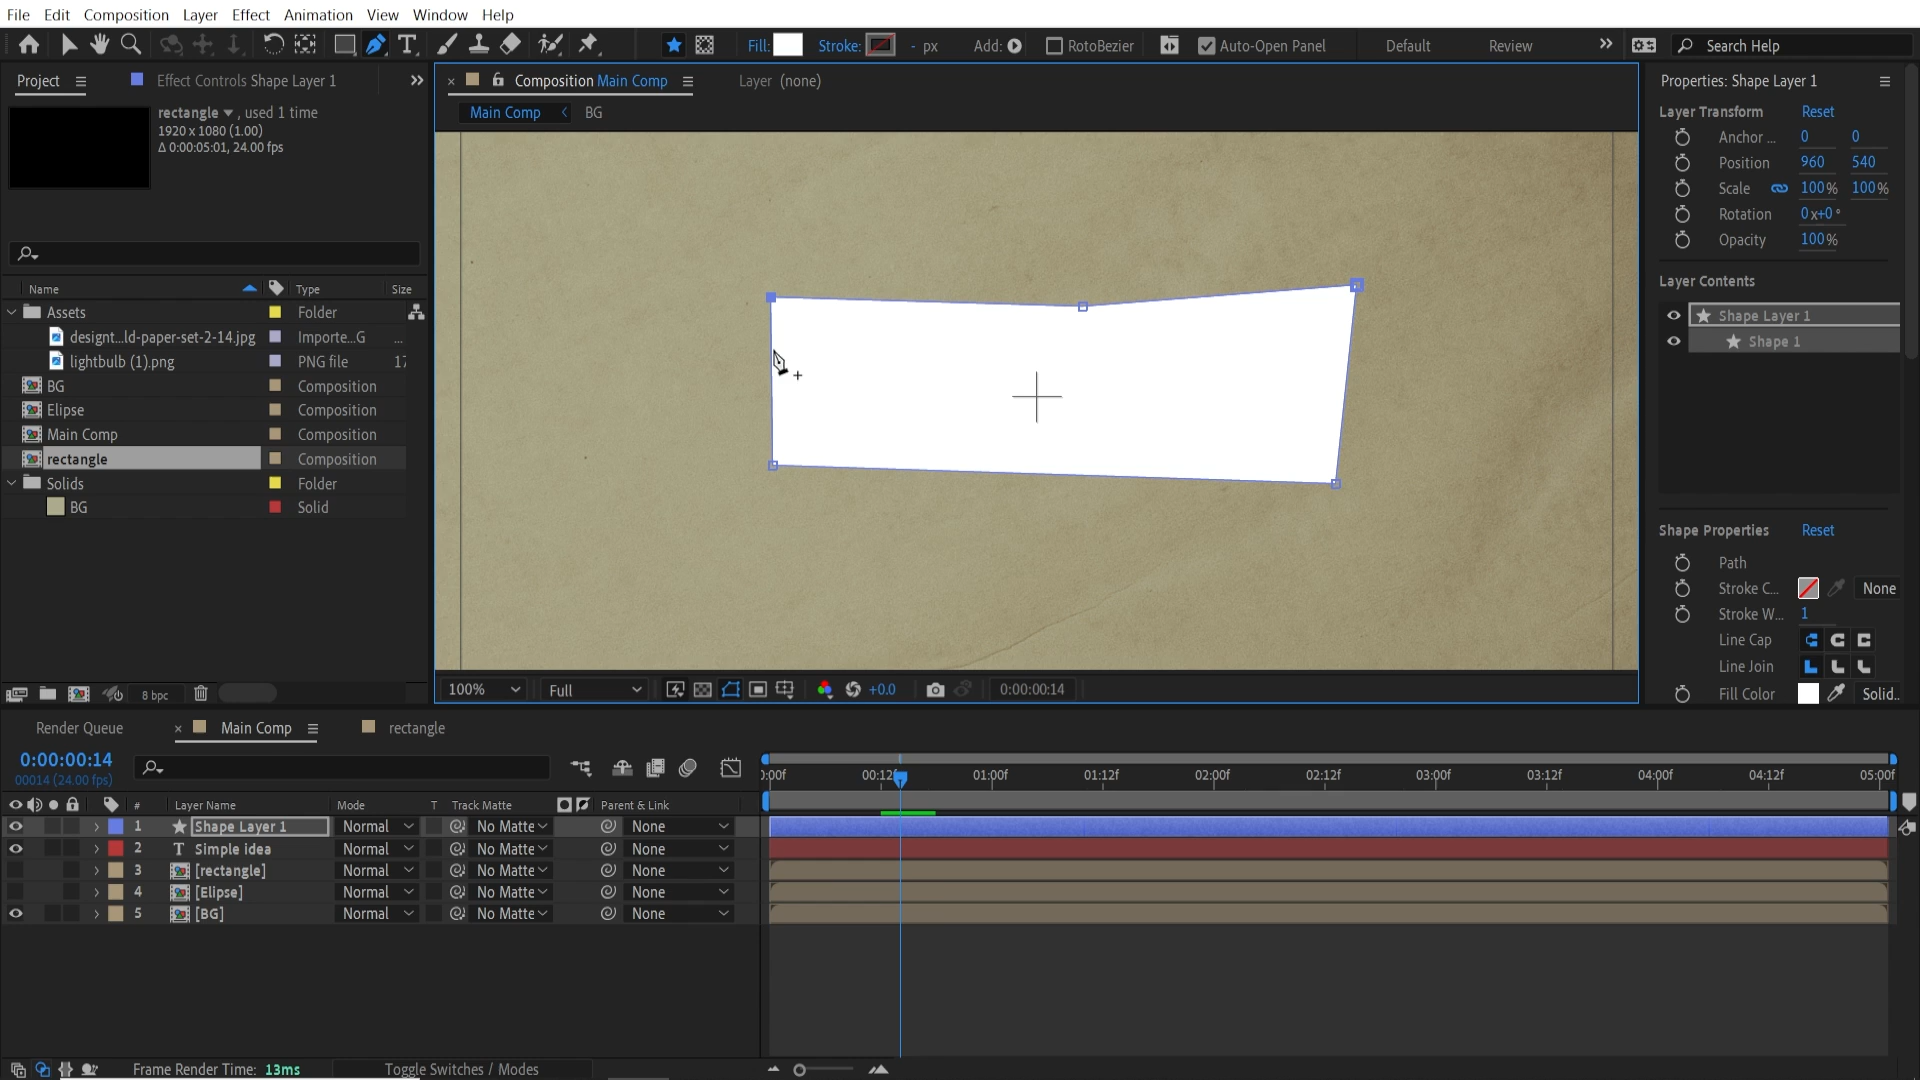 File Edit Composition Layer Effect Animation View Window Help
Fill: Stroke: - px Add: RotoBezier Auto-Open Panel Default Review Search Help
Project Effect Controls Shape Layer 1
rectangle , used 1 time
1920 x 1080 (1.00)
Δ 0:00:05:01, 24.00 fps
Name Type Size
Assets Folder
designt...ld-paper-set-2-14.jpg Importe...G ...
lightbulb (1).png PNG file 17
BG Composition
Elipse Composition
Main Comp Composition
rectangle Composition
Solids Folder
BG Solid
8 bpc
Composition Main Comp Layer (none)
Main Comp BG
100% Full +0.0 0:00:00:14
Properties: Shape Layer 1
Layer Transform Reset
Anchor ... 0 0
Position 960 540
Scale 100% 100%
Rotation 0x+0°
Opacity 100%
Layer Contents
Shape Layer 1
Shape 1
Shape Properties Reset
Path
Stroke C... None
Stroke W... 1
Line Cap
Line Join
Fill Color Solid..
Render Queue Main Comp rectangle
0:00:00:14
00014 (24.00 fps)
# Layer Name Mode T Track Matte Parent & Link
1 Shape Layer 1 Normal No Matte None
2 T Simple idea Normal No Matte None
3 [rectangle] Normal No Matte None
4 [Elipse] Normal No Matte None
5 [BG] Normal No Matte None
0:00f 00:12f 01:00f 01:12f 02:00f 02:12f 03:00f 03:12f 04:00f 04:12f 05:00f
Frame Render Time: 13ms Toggle Switches / Modes